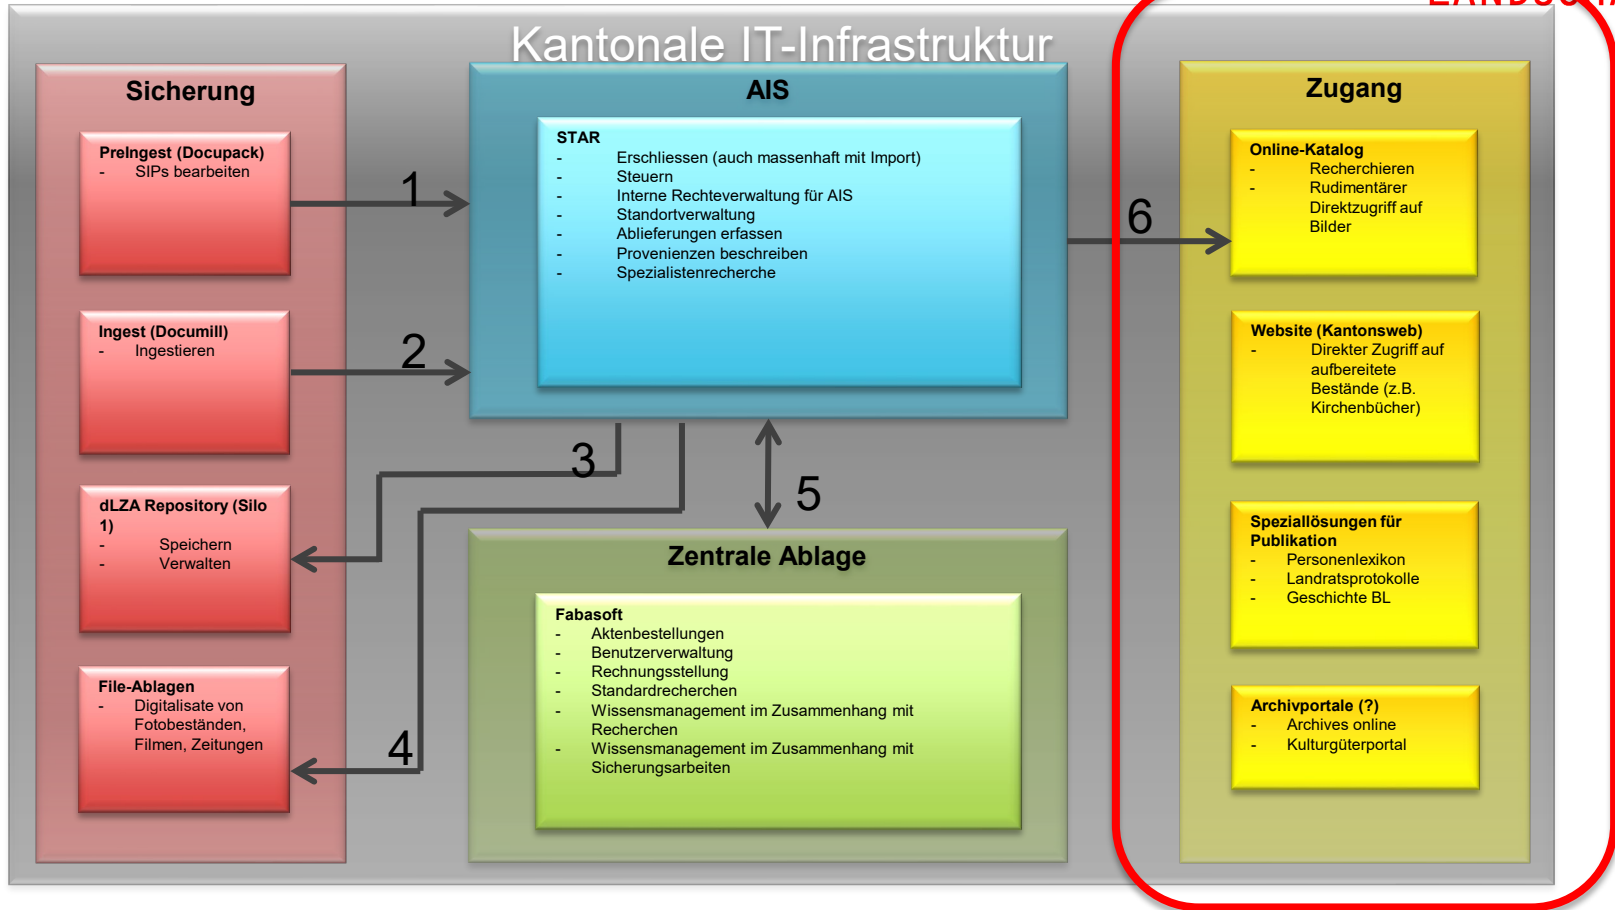 Kantonale IT-Infrastruktur
Sicherung
PreIngest (Docupack)
- SIPs bearbeiten
Ingest (Documill)
- Ingestieren
dLZA Repository (Silo
1)
- Speichern
- Verwalten
File-Ablagen
- Digitalisate von
Fotobeständen,
Filmen, Zeitungen
1
2
3
4
AIS
STAR
- Erschliessen (auch massenhaft mit Import)
- Steuern
- Interne Rechteverwaltung für AIS
- Standortverwaltung
- Ablieferungen erfassen
- Provenienzen beschreiben
- Spezialistenrecherche
5
Zentrale Ablage
Fabasoft
- Aktenbestellungen
- Benutzerverwaltung
- Rechnungsstellung
- Standardrecherchen
- Wissensmanagement im Zusammenhang mit
Recherchen
- Wissensmanagement im Zusammenhang mit
Sicherungsarbeiten
6
Zugang
Online-Katalog
- Recherchieren
- Rudimentärer
Direktzugriff auf
Bilder
Website (Kantonsweb)
- Direkter Zugriff auf
aufbereitete
Bestände (z.B.
Kirchenbücher)
Speziallösungen für
Publikation
- Personenlexikon
- Landratsprotokolle
- Geschichte BL
Archivportale (?)
- Archives online
- Kulturgüterportal